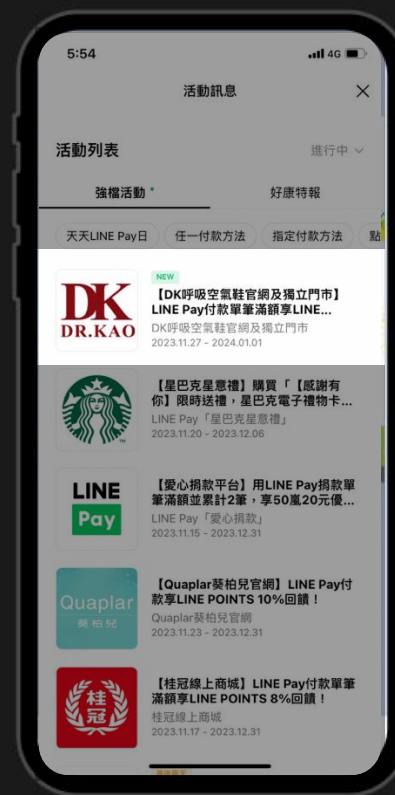 5:54
4G
活動訊息
活動列表
進行中
強檔活動
好康特報
天天LINE Pay日
任一付款方法
指定付款方法
點
DK
DR.KAO
NEW
【DK呼吸空氣鞋官網及獨立門市】
LINE Pay付款單筆滿額享LINE...
DK呼吸空氣鞋官網及獨立門市
2023.11.27 - 2024.01.01
【星巴克星意禮】購買「【感謝有
你】限時送禮，星巴克電子禮物卡...
LINE Pay「星巴克星意禮」
2023.11.20 - 2023.12.06
LINE
Pay
【愛心捐款平台】用LINE Pay捐款單
筆滿額並累計2筆，享50嵐20元優...
LINE Pay「愛心捐款」
2023.11.15 - 2023.12.31
Quaplar
葵柏兒
【Quaplar葵柏兒官網】LINE Pay付
款享LINE POINTS 10%回饋！
Quaplar葵柏兒官網
2023.11.23 - 2023.12.31
桂
冠
【桂冠線上商城】LINE Pay付款單筆
滿額享LINE POINTS 8%回饋！
桂冠線上商城
2023.11.17 - 2023.12.31